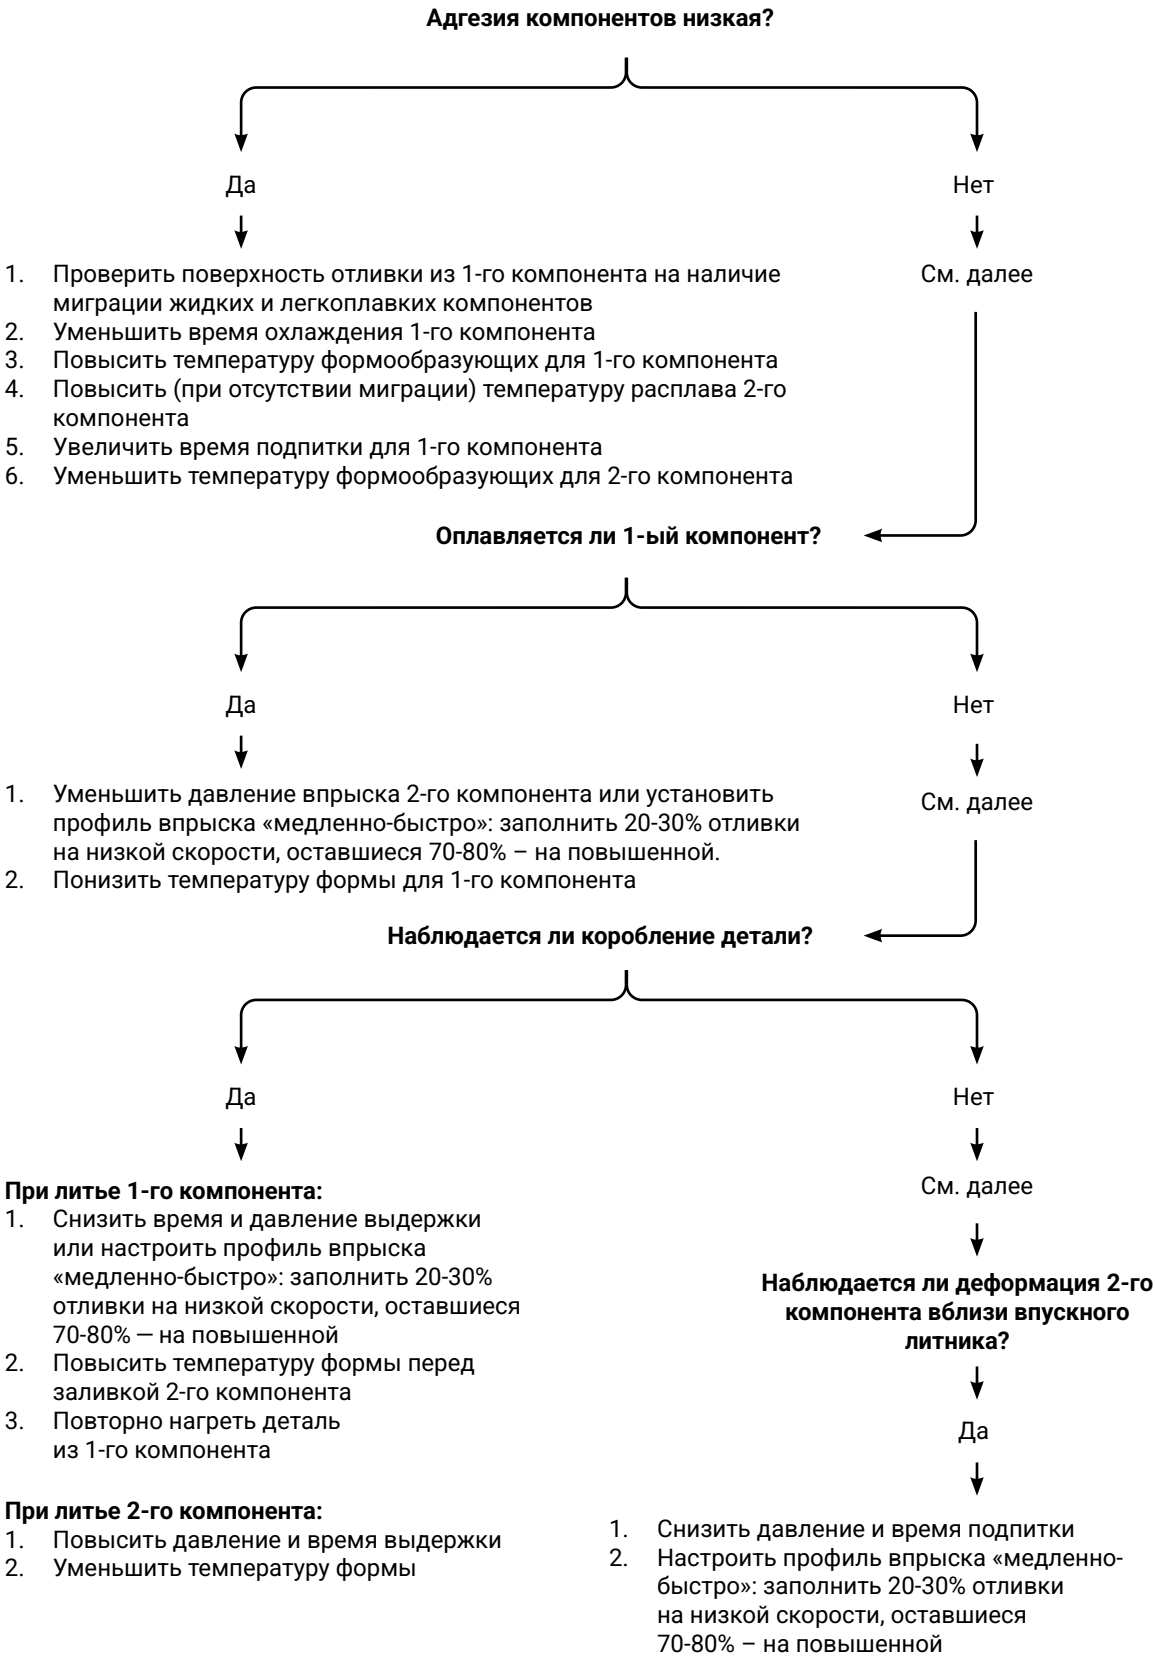 Адгезия компонентов низкая?
Да
Нет
1. Проверить поверхность отливки из 1-го компонента на наличие
миграции жидких и легкоплавких компонентов
2. Уменьшить время охлаждения 1-го компонента
3. Повысить температуру формообразующих для 1-го компонента
4. Повысить (при отсутствии миграции) температуру расплава 2-го
компонента
5. Увеличить время подпитки для 1-го компонента
6. Уменьшить температуру формообразующих для 2-го компонента
См. далее
Оплавляется ли 1-ый компонент?
Да
Нет
1. Уменьшить давление впрыска 2-го компонента или установить
профиль впрыска «медленно-быстро»: заполнить 20-30% отливки
на низкой скорости, оставшиеся 70-80% – на повышенной.
2. Понизить температуру формы для 1-го компонента
См. далее
Наблюдается ли коробление детали?
Да
Нет
При литье 1-го компонента:
1. Снизить время и давление выдержки
или настроить профиль впрыска
«медленно-быстро»: заполнить 20-30%
отливки на низкой скорости, оставшиеся
70-80% — на повышенной
2. Повысить температуру формы перед
заливкой 2-го компонента
3. Повторно нагреть деталь
из 1-го компонента
При литье 2-го компонента:
1. Повысить давление и время выдержки
2. Уменьшить температуру формы
См. далее
Наблюдается ли деформация 2-го
компонента вблизи впускного
литника?
Да
1. Снизить давление и время подпитки
2. Настроить профиль впрыска «медленно-
быстро»: заполнить 20-30% отливки
на низкой скорости, оставшиеся
70-80% – на повышенной